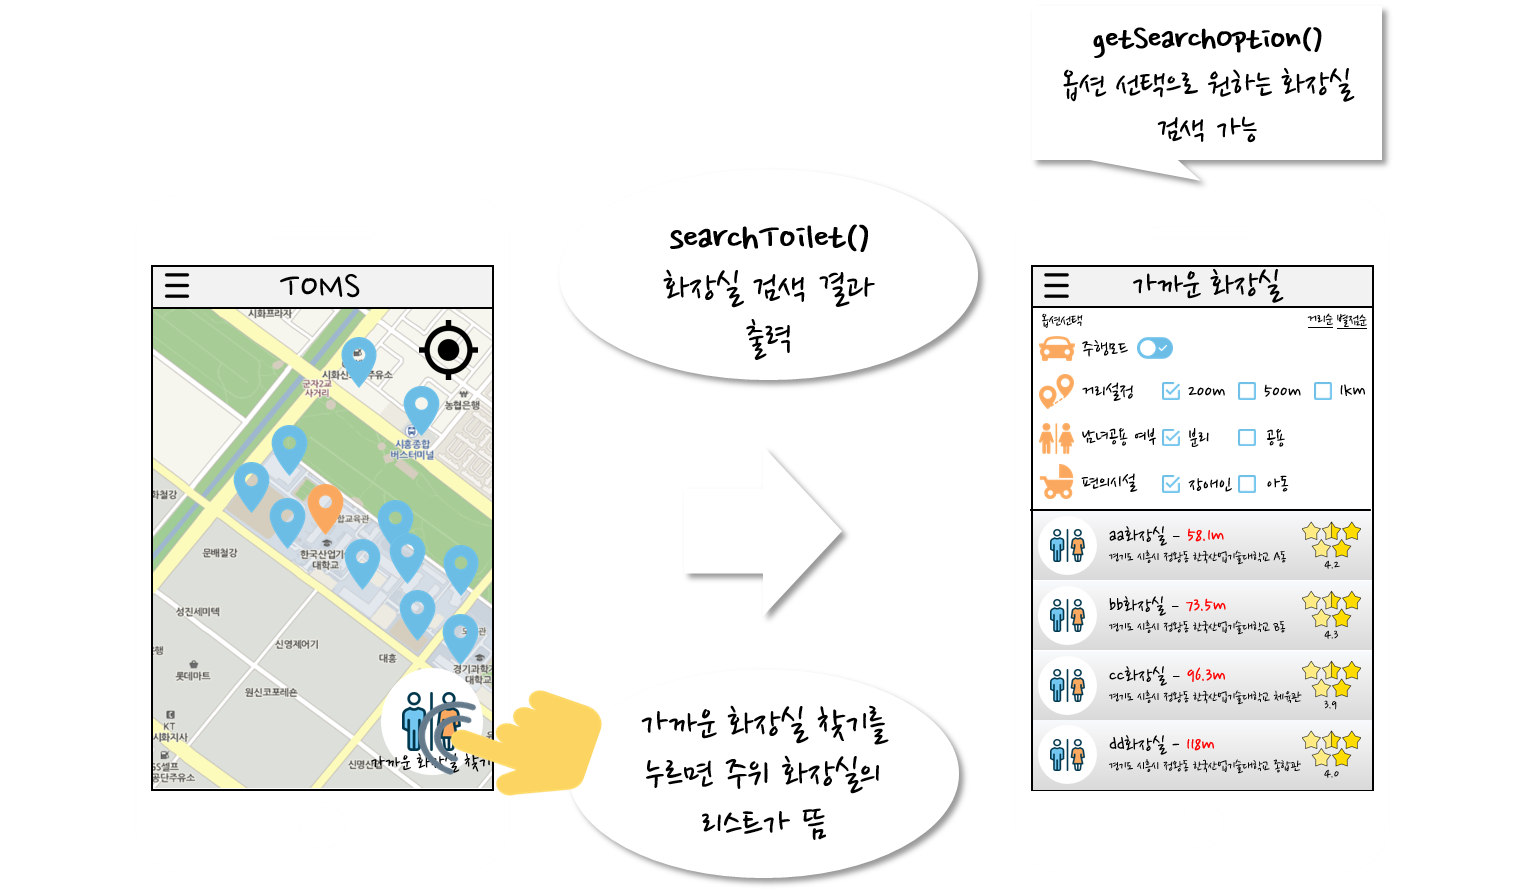 getSearchOption()
옵션 선택으로 원하는 화장실
검색 가능
searchToilet()
화장실 검색 결과
출력
TOMS
시화프라자
시화신
주유소
군자2교
사거리
농협은행
시흥종합
버스터미널
화철강
합교육관
한국산업기
대학교
문배철강
성진세미텍
신영제어기
대흥
경기과학기
대학교
롯데마트
원신코포레숀
KT
시화지사
GS셀프
공단주유소
신명신
가까운 화장실 찾기
가까운 화장실 찾기를
누르면 주위 화장실의
리스트가 뜸
가까운 화장실
옵션선택
거리순 별점순
주행모드
거리설정 200m 500m 1km
남녀공용 여부 분리 공용
편의시설 장애인 아동
aa화장실 - 58.1m
경기도 시흥시 정왕동 한국산업기술대학교 A동
4.2
bb화장실 - 73.5m
경기도 시흥시 정왕동 한국산업기술대학교 B동
4.3
cc화장실 - 96.3m
경기도 시흥시 정왕동 한국산업기술대학교 체육관
3.9
dd화장실 - 118m
경기도 시흥시 정왕동 한국산업기술대학교 종합관
4.0